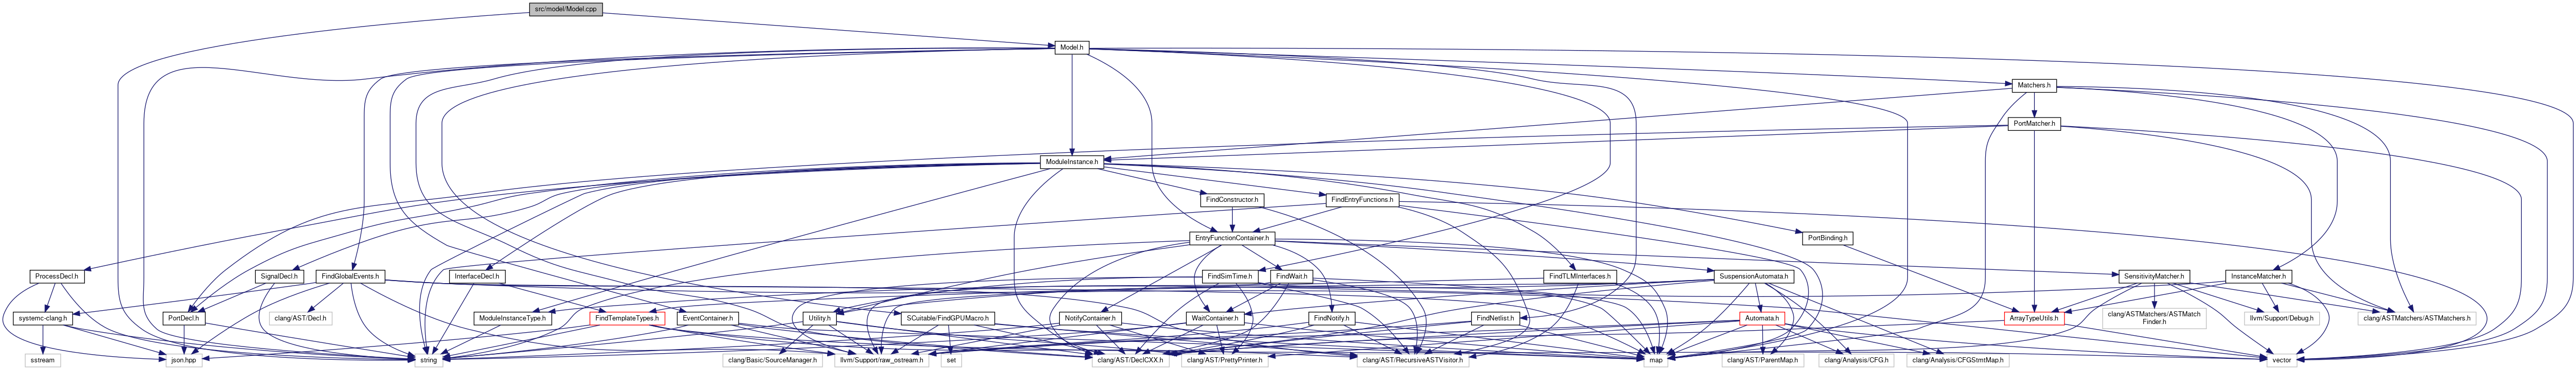 src/model/Model.cpp
Model.h
Matchers.h
PortMatcher.h
ModuleInstance.h
FindConstructor.h
FindEntryFunctions.h
EntryFunctionContainer.h
PortBinding.h
ProcessDecl.h
SignalDecl.h
FindGlobalEvents.h
InterfaceDecl.h
FindSimTime.h
FindWait.h
FindTLMInterfaces.h
SuspensionAutomata.h
SensitivityMatcher.h
InstanceMatcher.h
systemc-clang.h
PortDecl.h
clang/AST/Decl.h
ModuleInstanceType.h
FindTemplateTypes.h
EventContainer.h
Utility.h
SCuitable/FindGPUMacro.h
NotifyContainer.h
WaitContainer.h
FindNotify.h
FindNetlist.h
Automata.h
ArrayTypeUtils.h
clang/ASTMatchers/ASTMatch
Finder.h
llvm/Support/Debug.h
clang/ASTMatchers/ASTMatchers.h
sstream
json.hpp
string
clang/Basic/SourceManager.h
llvm/Support/raw_ostream.h
set
clang/AST/DeclCXX.h
clang/AST/PrettyPrinter.h
clang/AST/RecursiveASTVisitor.h
map
clang/AST/ParentMap.h
clang/Analysis/CFG.h
clang/Analysis/CFGStmtMap.h
vector